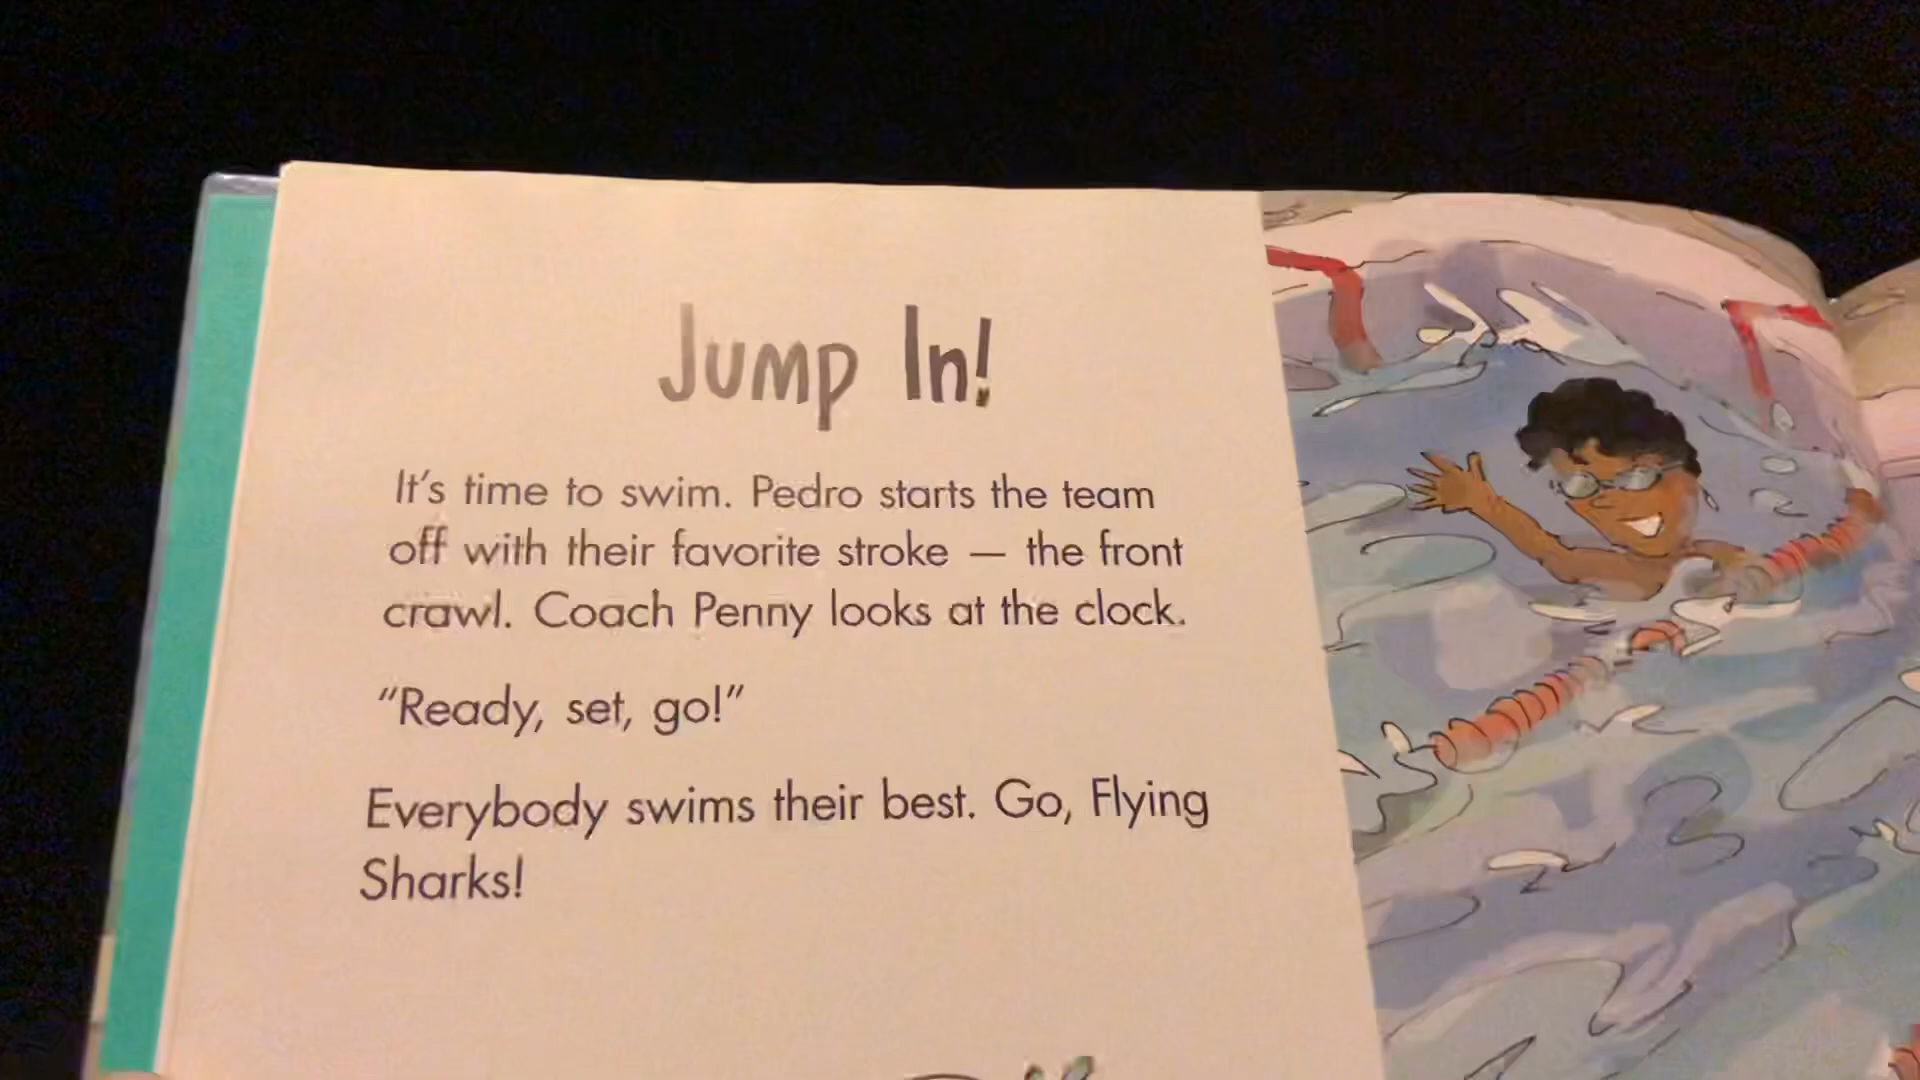 Jump In!
It's time to swim. Pedro starts the team
off with their favorite stroke — the front
crawl. Coach Penny looks at the clock.
"Ready, set, go!"
Everybody swims their best. Go, Flying
Sharks!